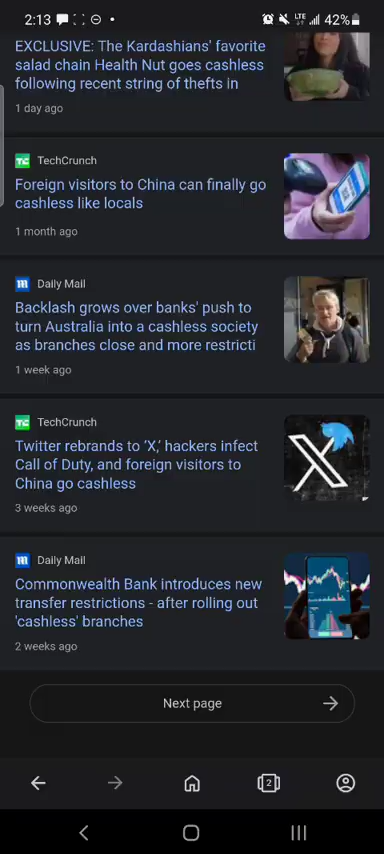 2:13
LTE
42%
EXCLUSIVE: The Kardashians' favorite
salad chain Health Nut goes cashless
following recent string of thefts in
1 day ago
TechCrunch
Foreign visitors to China can finally go
cashless like locals
1 month ago
m Daily Mail
Backlash grows over banks' push to
turn Australia into a cashless society
as branches close and more restricti
1 week ago
TechCrunch
Twitter rebrands to ‘X,’ hackers infect
Call of Duty, and foreign visitors to
China go cashless
3 weeks ago
m Daily Mail
Commonwealth Bank introduces new
transfer restrictions - after rolling out
'cashless' branches
2 weeks ago
Next page
2